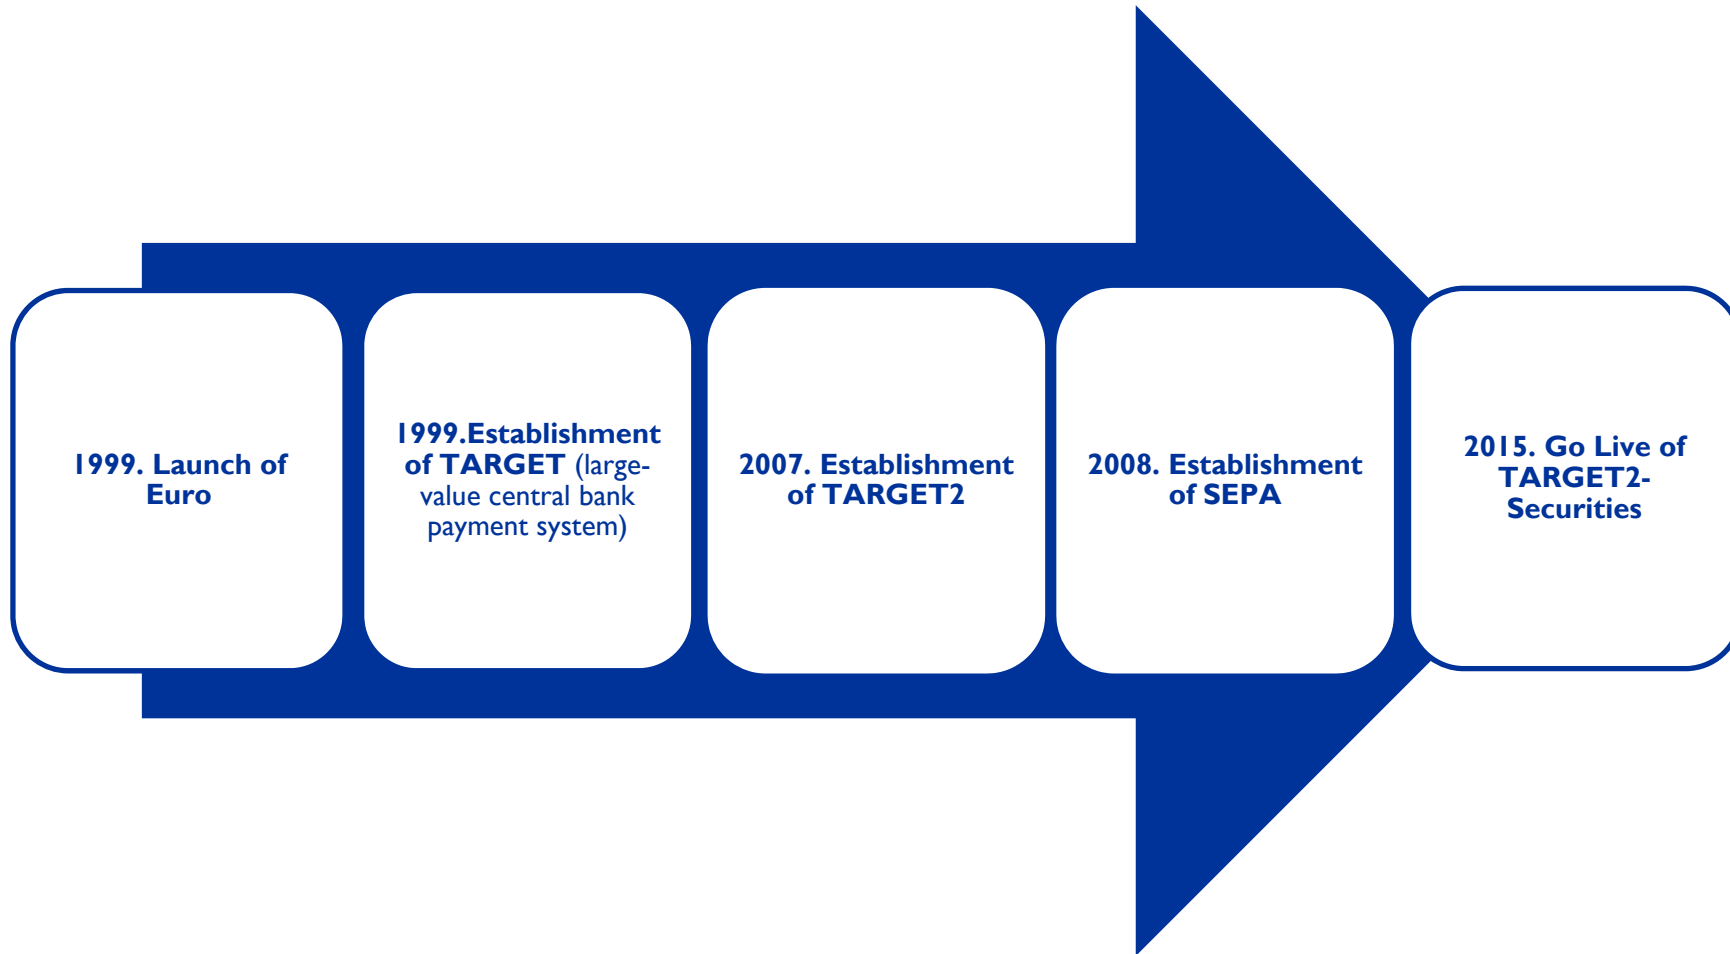 1999. Launch of
Euro
1999.Establishment
of TARGET (large-
value central bank
payment system)
2007. Establishment
of TARGET2
2008. Establishment
of SEPA
2015. Go Live of
TARGET2-
Securities